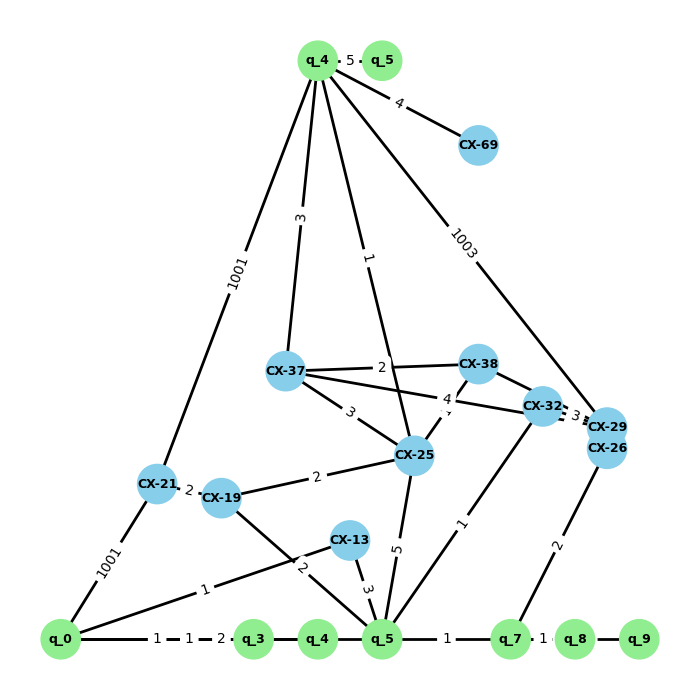 q_4 5 q_5
4
CX-69
3
1003
1
1001
CX-38
2
CX-37
4
CX-32
3
3
CX-29
CX-26
CX-25
2
CX-21 2 CX-19
CX-13
2
1
5
2
1001
1
3
q_0 1 1 2 q_3 q_4 q_5 1 q_7 1 q_8 q_9